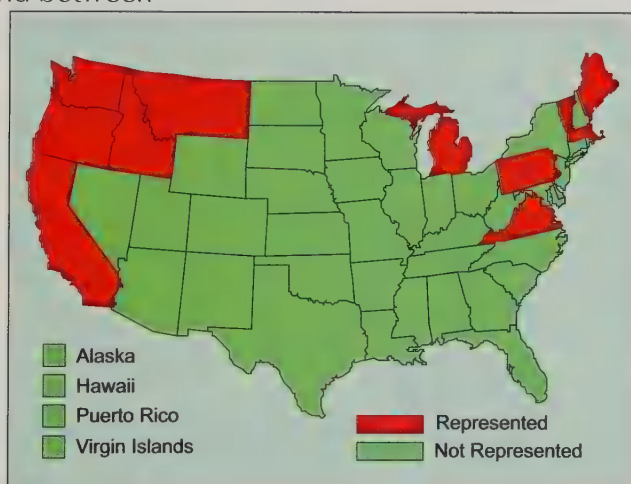 Alaska
Hawaii
Puerto Rico
Virgin Islands
Represented
Not Represented